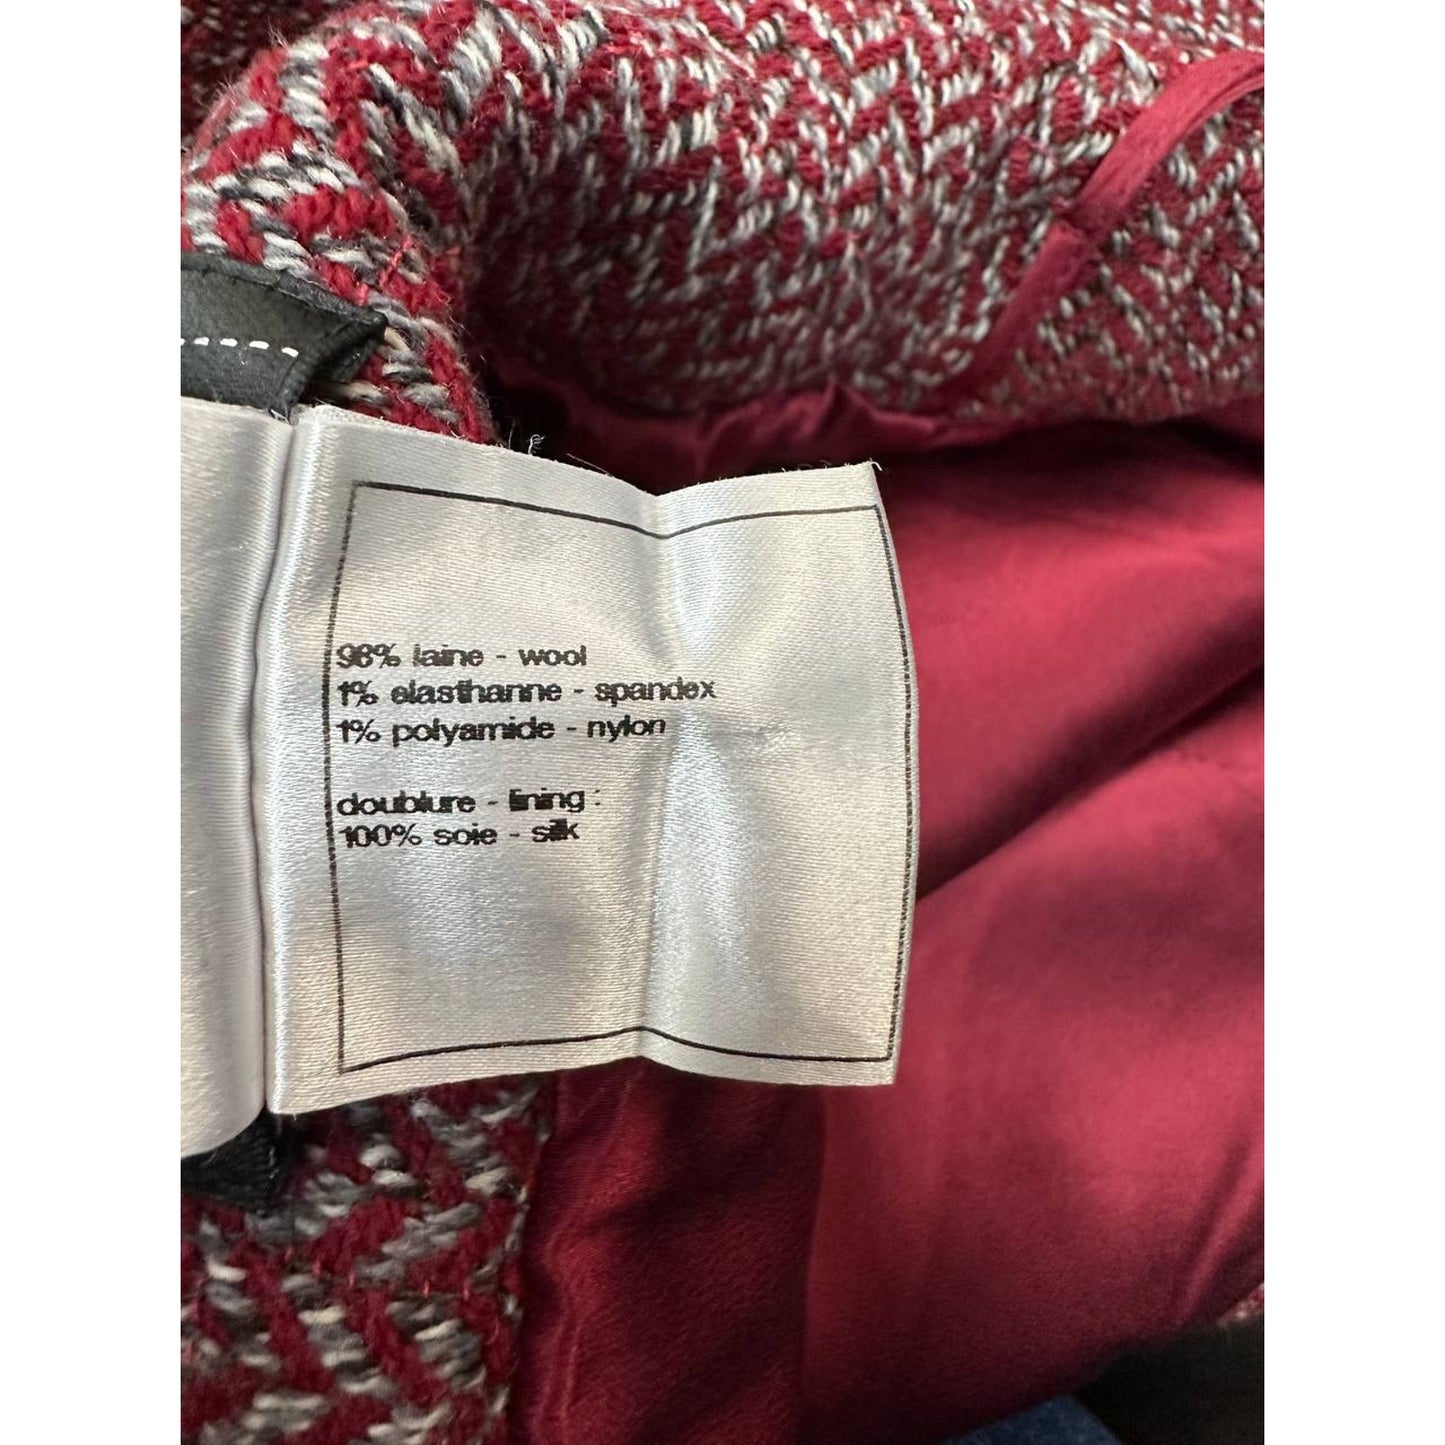 98% laine - wool
1% elasthanne - spandex
1% polyamide - nylon
doublure - lining :
100% soie - silk